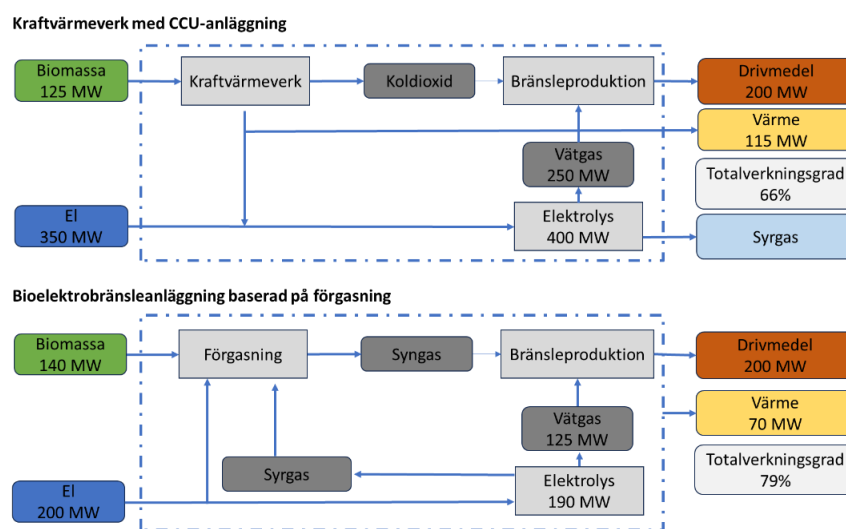 Kraftvärmeverk med CCU-anläggning
Biomassa
125 MW
Kraftvärmeverk
Koldioxid
Bränsleproduktion
Drivmedel
200 MW
Värme
115 MW
Vätgas
250 MW
Totalverkningsgrad
66%
El
350 MW
Elektrolys
400 MW
Syrgas
Bioelektrobränsleanläggning baserad på förgasning
Biomassa
140 MW
Förgasning
Syngas
Bränsleproduktion
Drivmedel
200 MW
Värme
70 MW
Vätgas
125 MW
Totalverkningsgrad
79%
Syrgas
El
200 MW
Elektrolys
190 MW